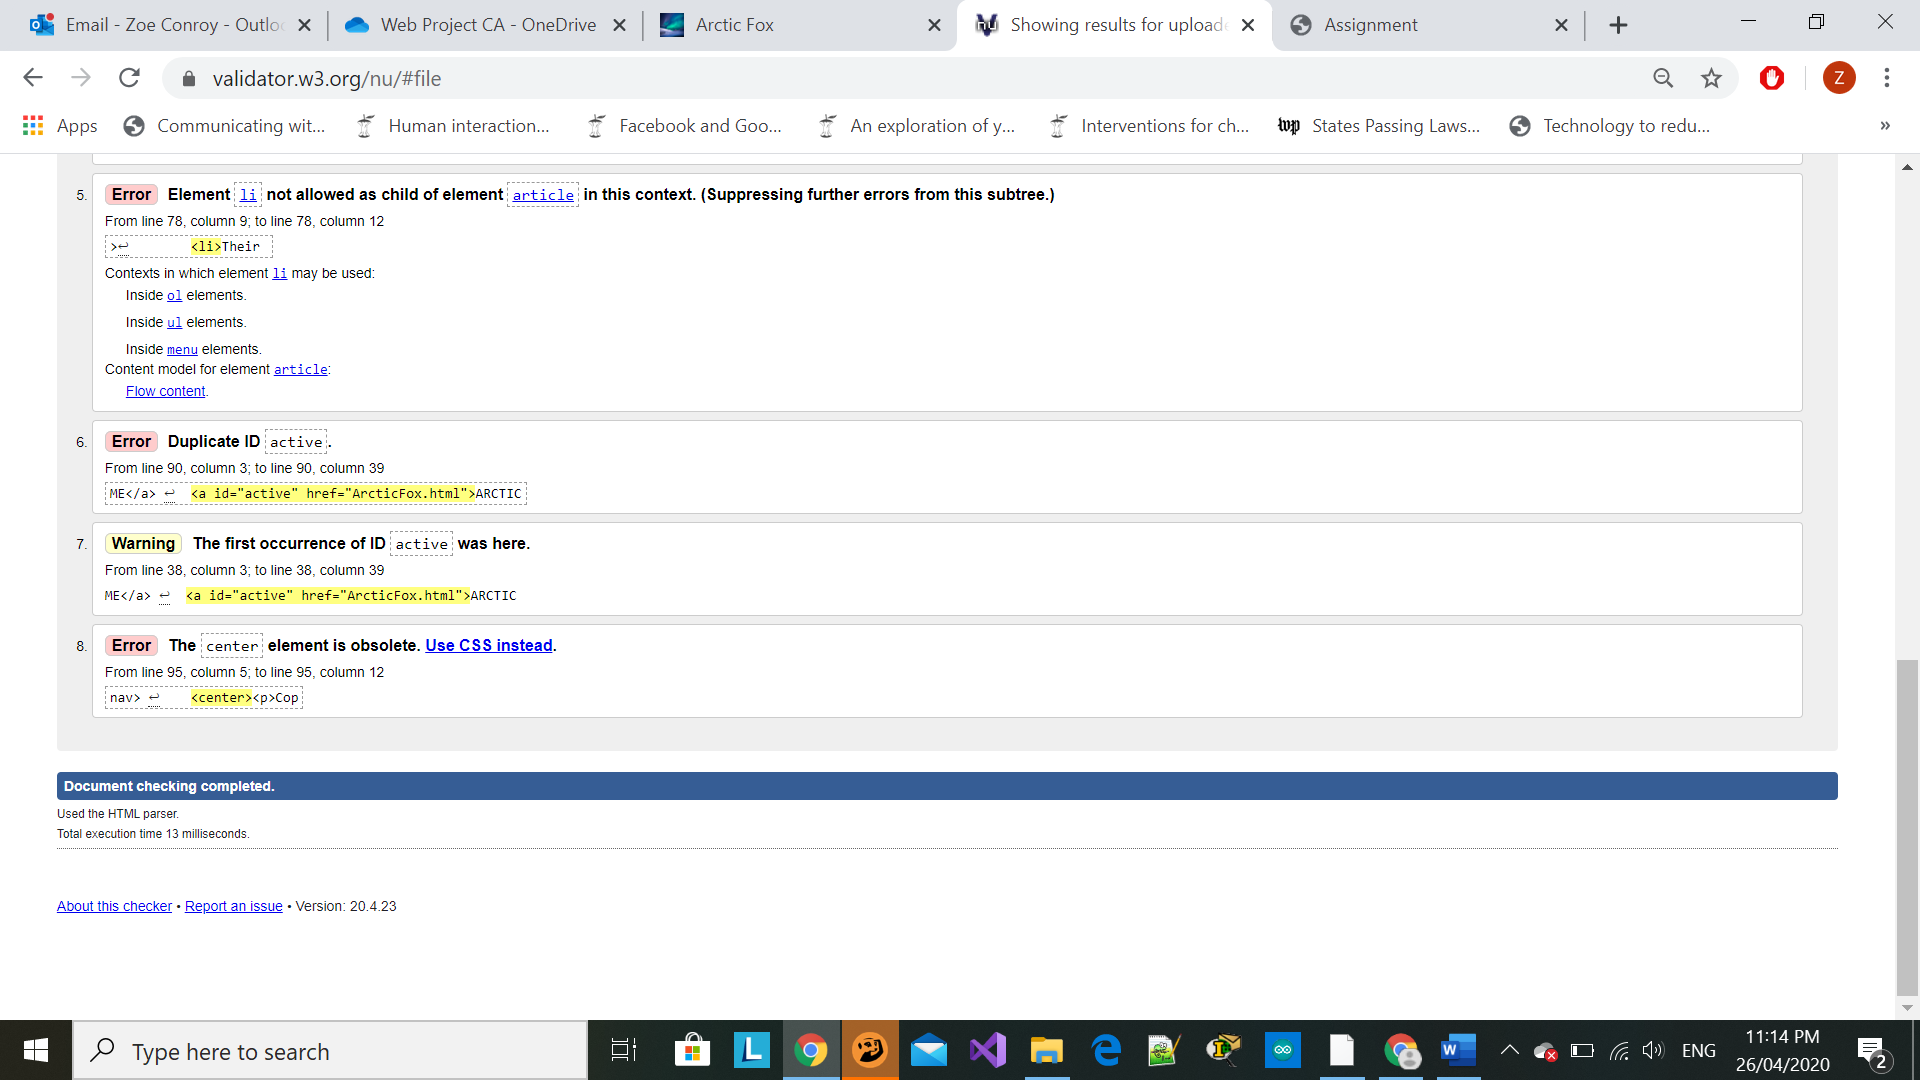 Email - Zoe Conroy - Outlo
Web Project CA - OneDrive
Arctic Fox
Showing results for upload
Assignment
validator.w3.org/nu/#file
Z
Apps
Communicating wit...
Human interaction...
Facebook and Goo...
An exploration of y...
Interventions for ch...
wp States Passing Laws...
Technology to redu...
»
5. Error Element li not allowed as child of element article in this context. (Suppressing further errors from this subtree.)
From line 78, column 9; to line 78, column 12
>↩ <li>Their
Contexts in which element li may be used:
Inside ol elements.
Inside ul elements.
Inside menu elements.
Content model for element article:
Flow content.
6. Error Duplicate ID active.
From line 90, column 3; to line 90, column 39
ME</a> ↩ <a id="active" href="ArcticFox.html">ARCTIC
7. Warning The first occurrence of ID active was here.
From line 38, column 3; to line 38, column 39
ME</a> ↩ <a id="active" href="ArcticFox.html">ARCTIC
8. Error The center element is obsolete. Use CSS instead.
From line 95, column 5; to line 95, column 12
nav> ↩ <center><p>Cop
Document checking completed.
Used the HTML parser.
Total execution time 13 milliseconds.
About this checker • Report an issue • Version: 20.4.23
Type here to search
L
W
ENG
11:14 PM
26/04/2020
2